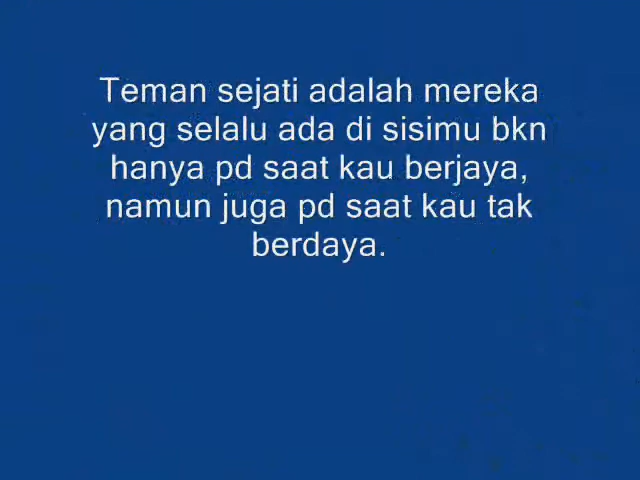 Teman sejati adalah mereka
yang selalu ada di sisimu bkn
hanya pd saat kau berjaya,
namun juga pd saat kau tak
berdaya.